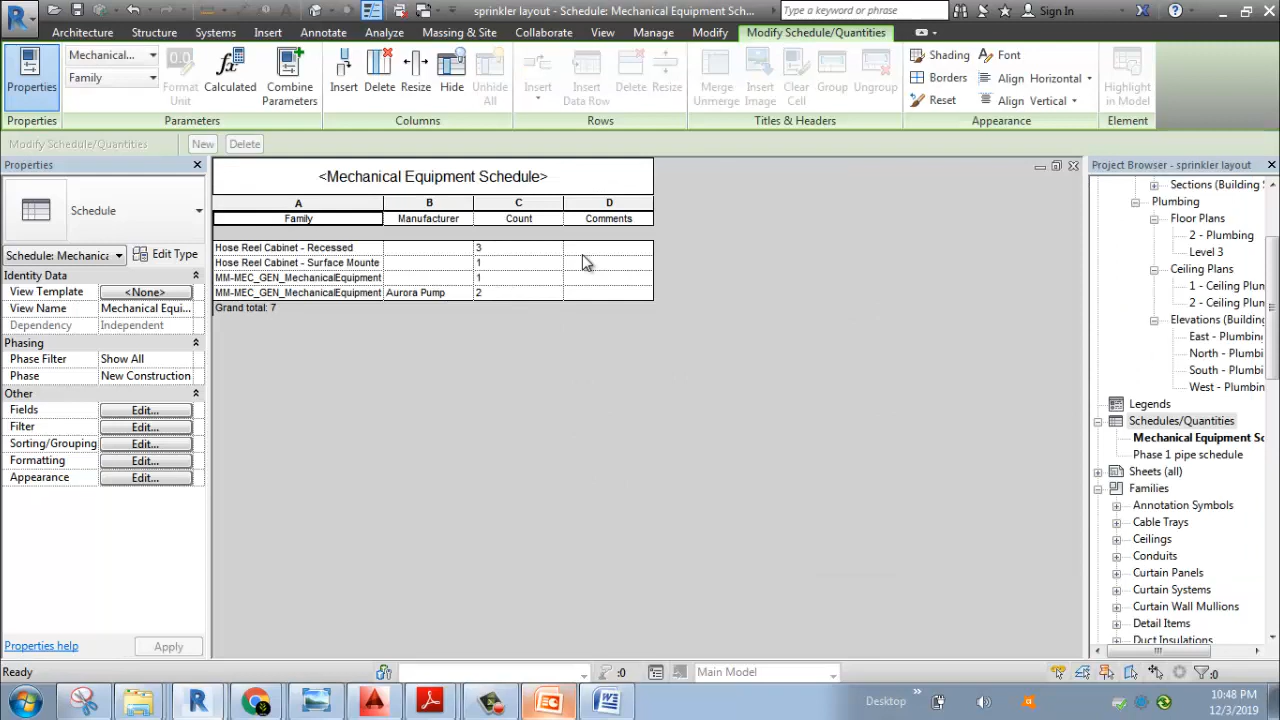 sprinkler layout - Schedule: Mechanical Equipment Sc...
Type a keyword or phrase
Sign In
Architecture Structure Systems Insert Annotate Analyze Massing & Site Collaborate View Manage Modify Modify Schedule/Quantities
Properties
Mechanical...
Family
Format Unit
Calculated
Combine Parameters
Insert
Delete
Resize
Hide
Unhide All
Insert
Insert Data Row
Delete
Resize
Merge Unmerge
Insert Image
Clear Cell
Group
Ungroup
Shading
Borders
Reset
Font
Align Horizontal
Align Vertical
Highlight in Model
Properties Parameters Columns Rows Titles & Headers Appearance Element
Modify Schedule/Quantities New Delete
Properties
Schedule
Schedule: Mechanica
Edit Type
Identity Data
View Template <None>
View Name Mechanical Equi...
Dependency Independent
Phasing
Phase Filter Show All
Phase New Construction
Other
Fields Edit...
Filter Edit...
Sorting/Grouping Edit...
Formatting Edit...
Appearance Edit...
Properties help
Apply
<Mechanical Equipment Schedule>
A B C D
Family Manufacturer Count Comments
Hose Reel Cabinet - Recessed 3
Hose Reel Cabinet - Surface Mounte 1
MM-MEC_GEN_MechanicalEquipment 1
MM-MEC_GEN_MechanicalEquipment Aurora Pump 2
Grand total: 7
Project Browser - sprinkler layout
Sections (Building
Plumbing
Floor Plans
2 - Plumbing
Level 3
Ceiling Plans
1 - Ceiling Plun
2 - Ceiling Plun
Elevations (Building
East - Plumbing
North - Plumbi
South - Plumbi
West - Plumbin
Legends
Schedules/Quantities
Mechanical Equipment Sc
Phase 1 pipe schedule
Sheets (all)
Families
Annotation Symbols
Cable Trays
Ceilings
Conduits
Curtain Panels
Curtain Systems
Curtain Wall Mullions
Detail Items
Duct Insulations
Ready
:0
Main Model
:0
Desktop
10:48 PM
12/3/2019